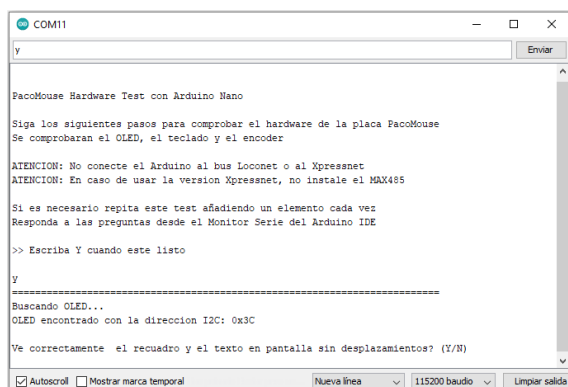 COM11
y
Enviar
PacoMouse Hardware Test con Arduino Nano
Siga los siguientes pasos para comprobar el hardware de la placa PacoMouse
Se comprobaran el OLED, el teclado y el encoder
ATENCION: No conecte el Arduino al bus Loconet o al Xpressnet
ATENCION: En caso de usar la version Xpressnet, no instale el MAX485
Si es necesario repita este test añadiendo un elemento cada vez
Responda a las preguntas desde el Monitor Serie del Arduino IDE
>> Escriba Y cuando este listo
y
==========================================================================
Buscando OLED...
OLED encontrado con la direccion I2C: 0x3C
Ve correctamente  el recuadro y el texto en pantalla sin desplazamientos? (Y/N)
Autoscroll Mostrar marca temporal Nueva línea 115200 baudio Limpiar salida